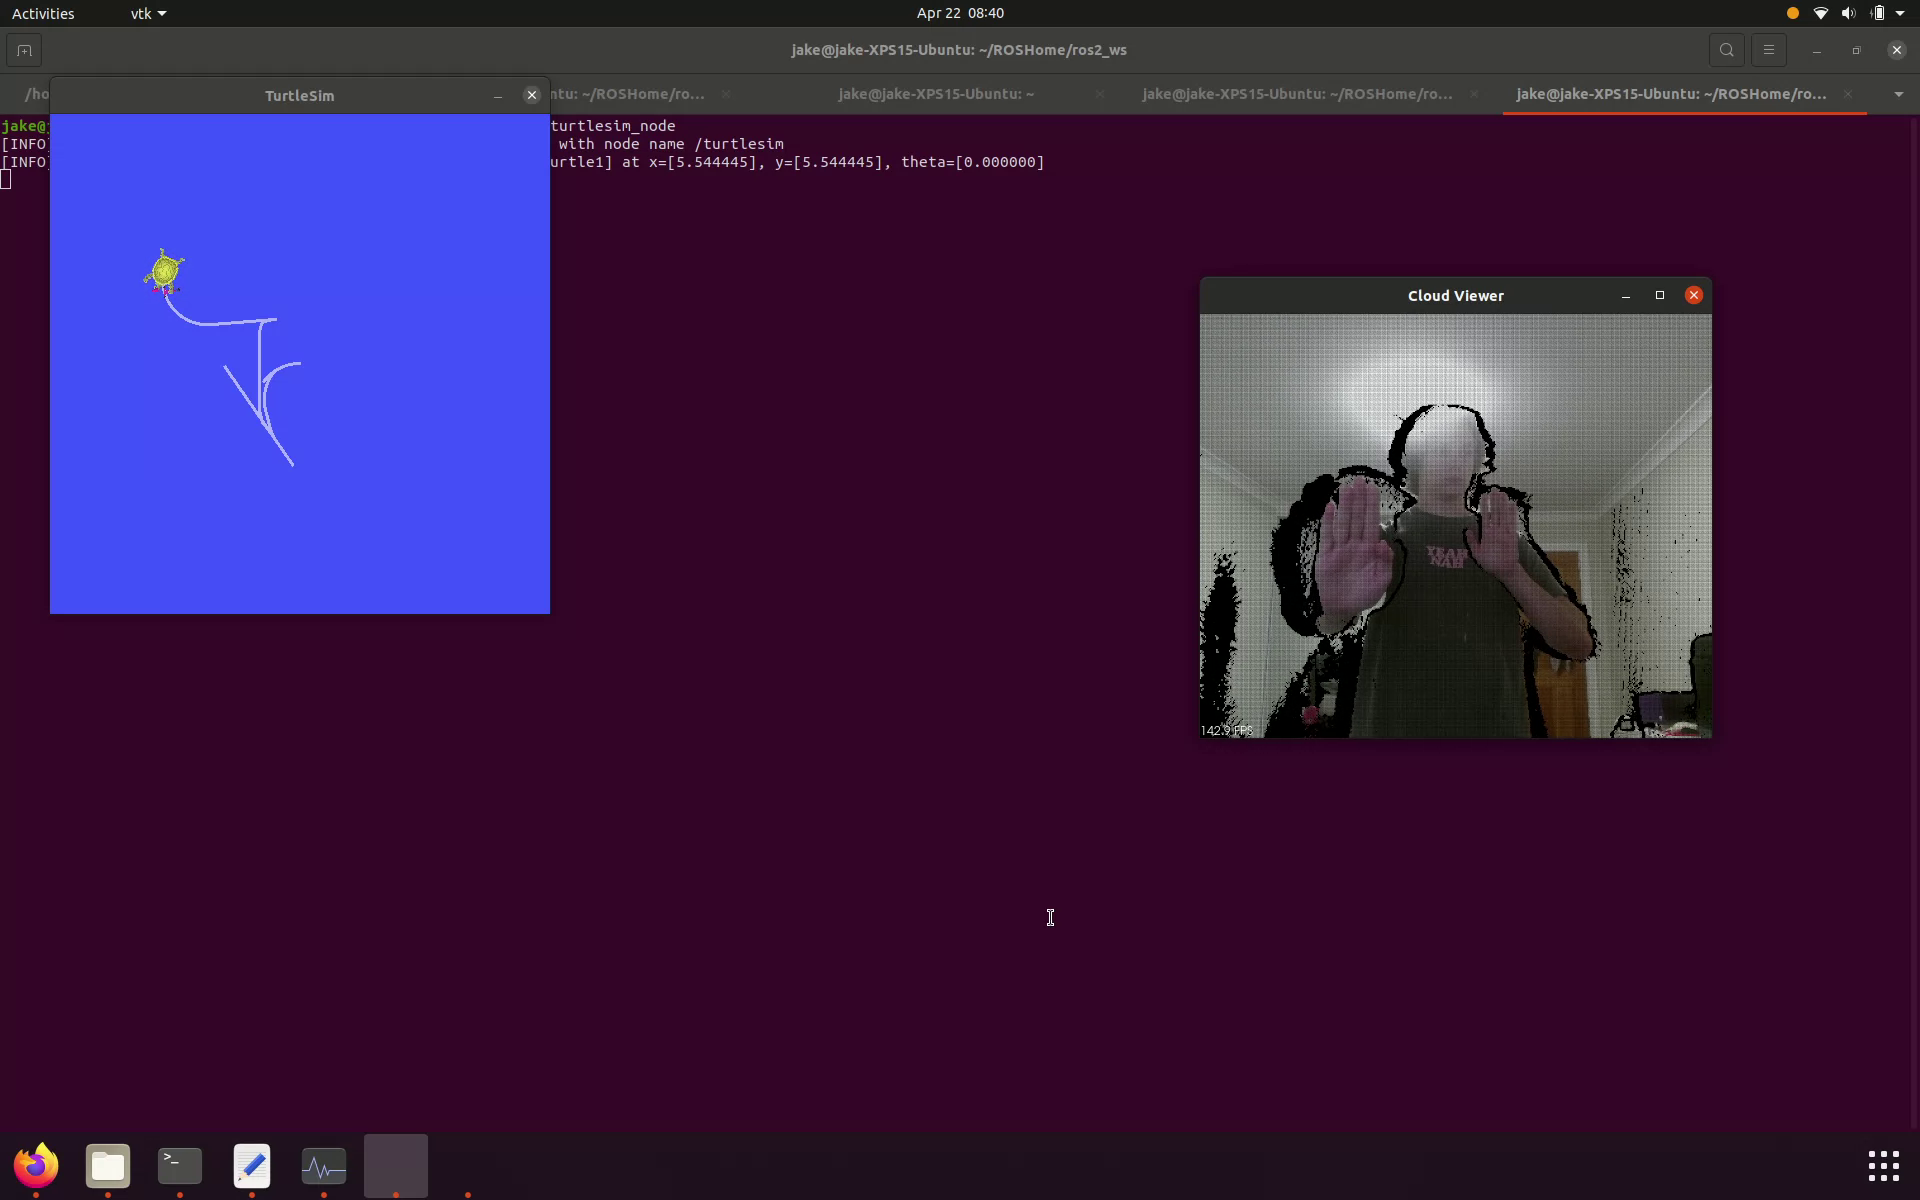 Activities
vtk
Apr 22 08:40
jake@jake-XPS15-Ubuntu: ~/ROSHome/ros2_ws
/ho
ntu: ~/ROSHome/ro...
jake@jake-XPS15-Ubuntu: ~
jake@jake-XPS15-Ubuntu: ~/ROSHome/ro...
jake@jake-XPS15-Ubuntu: ~/ROSHome/ro...
TurtleSim
jake@j
turtlesim_node
[INFO]
with node name /turtlesim
[INFO]
urtle1] at x=[5.544445], y=[5.544445], theta=[0.000000]
Cloud Viewer
YEAH
NAH
142.9 FPS
>_